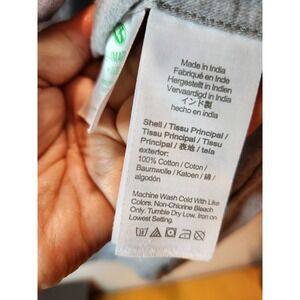 Made in India
Fabriqué en Inde
Hergestellt in Indien
Vervaardigd in India
インド製
hecho en india
Shell / Tissu Principal /
Tissu Principal / Tissu
Principal / 表地 / tela
exterior:
100% Cotton / Coton /
Baumwolle / Katoen / 綿 /
algodón
Machine Wash Cold With Like
Colors. Non-Chlorine Bleach
Only. Tumble Dry Low. Iron on
Lowest Setting.